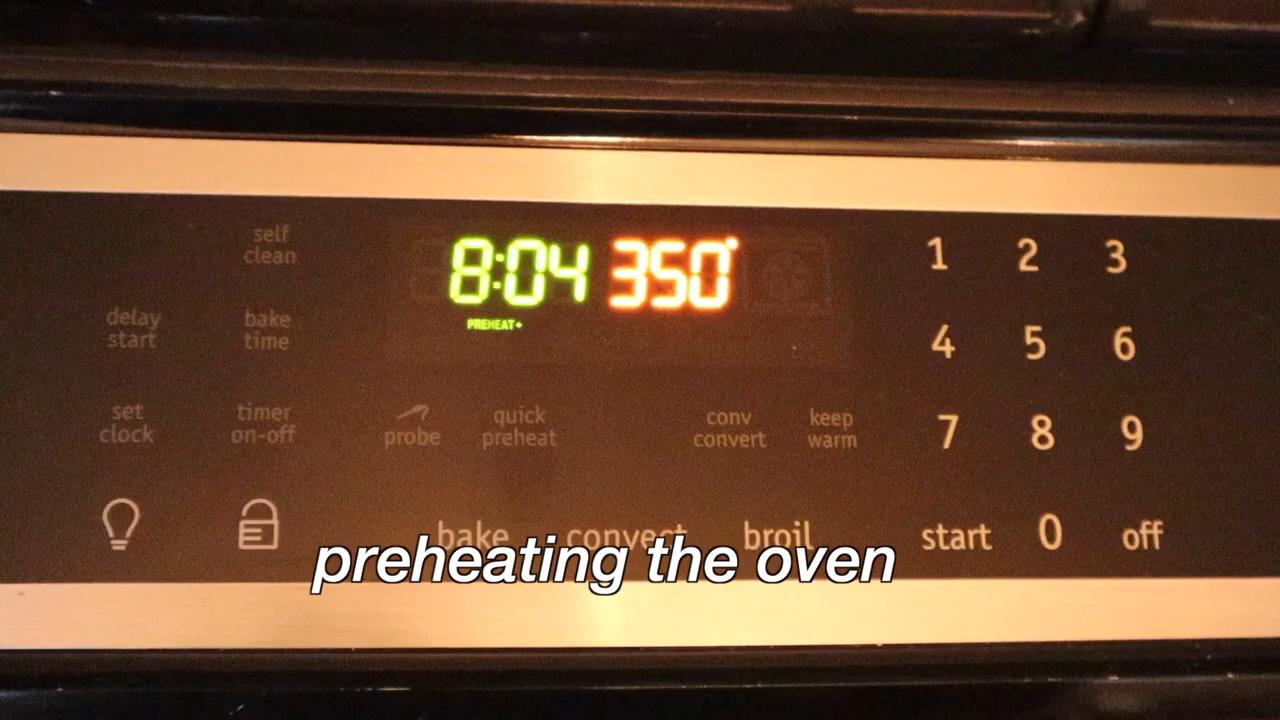 8:04 350°
PREHEAT+
self
clean
delay
start
bake
time
set
clock
timer
on-off
probe
quick
preheat
conv
convert
keep
warm
bake convect broil
1 2 3
4 5 6
7 8 9
start 0 off
preheating the oven